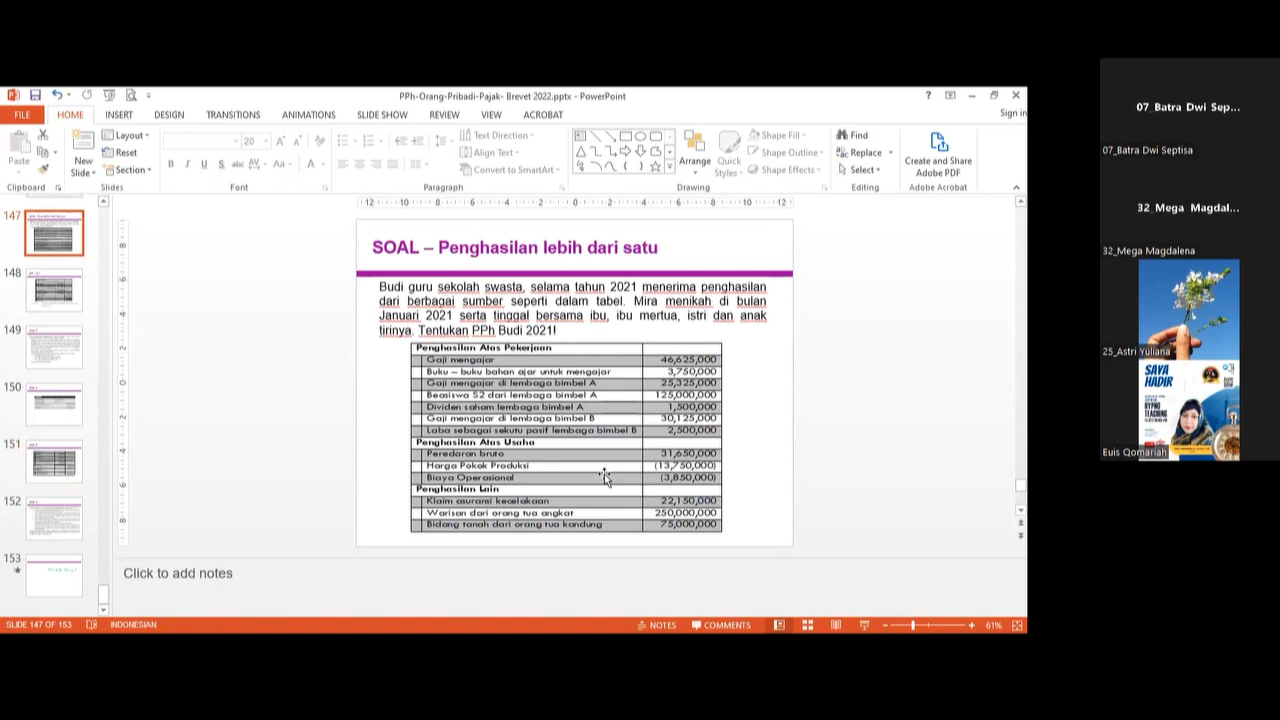 PPh-Orang-Pribadi-Pajak- Brevet 2022.pptx - PowerPoint
Sign in
FILE HOME INSERT DESIGN TRANSITIONS ANIMATIONS SLIDE SHOW REVIEW VIEW ACROBAT
Paste
New Slide
Layout
Reset
Section
20
Text Direction
Align Text
Convert to SmartArt
Arrange
Quick Styles
Shape Fill
Shape Outline
Shape Effects
Find
Replace
Select
Create and Share Adobe PDF
Clipboard Slides Font Paragraph Drawing Editing Adobe Acrobat
147
148
149
150
151
152
153
SOAL – Penghasilan lebih dari satu
Budi guru sekolah swasta, selama tahun 2021 menerima penghasilan
dari berbagai sumber seperti dalam tabel. Mira menikah di bulan
Januari 2021 serta tinggal bersama ibu, ibu mertua, istri dan anak
tirinya. Tentukan PPh Budi 2021!
Penghasilan Atas Pekerjaan
Gaji mengajar 46,625,000
Buku – buku bahan ajar untuk mengajar 3,750,000
Gaji mengajar di lembaga bimbel A 25,325,000
Beasiswa S2 dari lembaga bimbel A 125,000,000
Dividen saham lembaga bimbel A 1,500,000
Gaji mengajar di lembaga bimbel B 30,125,000
Laba sebagai sekutu pasif lembaga bimbel B 2,500,000
Penghasilan Atas Usaha
Peredaran bruto 31,650,000
Harga Pokok Produksi (13,750,000)
Biaya Operasional (3,850,000)
Penghasilan Lain
Klaim asuransi kecelakaan 22,150,000
Warisan dari orang tua angkat 250,000,000
Bidang tanah dari orang tua kandung 75,000,000
Click to add notes
SLIDE 147 OF 153 INDONESIAN NOTES COMMENTS 61%
07_Batra Dwi Sep...
07_Batra Dwi Septisa
32_Mega Magdal...
32_Mega Magdalena
25_Astri Yuliana
SAYA
HADIR
HYPNO
TEACHING
Euis Qomariah